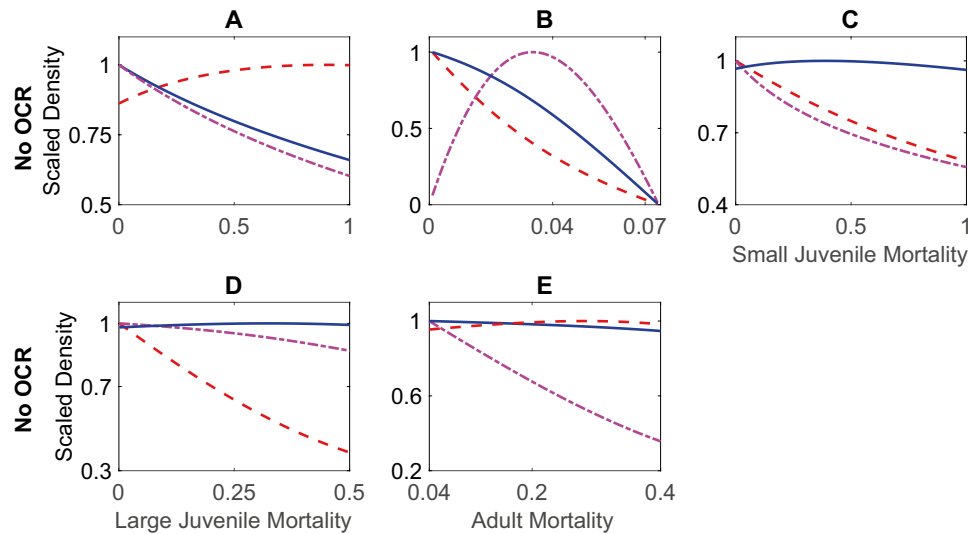 A
B
C
No OCR
Scaled Density
1
0.75
0.5
0
0.5
1
1
0.5
0
0
0.04
0.07
1
0.7
0.4
0
0.5
1
Small Juvenile Mortality
D
E
No OCR
Scaled Density
1
0.7
0.3
0
0.25
0.5
Large Juvenile Mortality
1
0.6
0.2
0.04
0.2
0.4
Adult Mortality